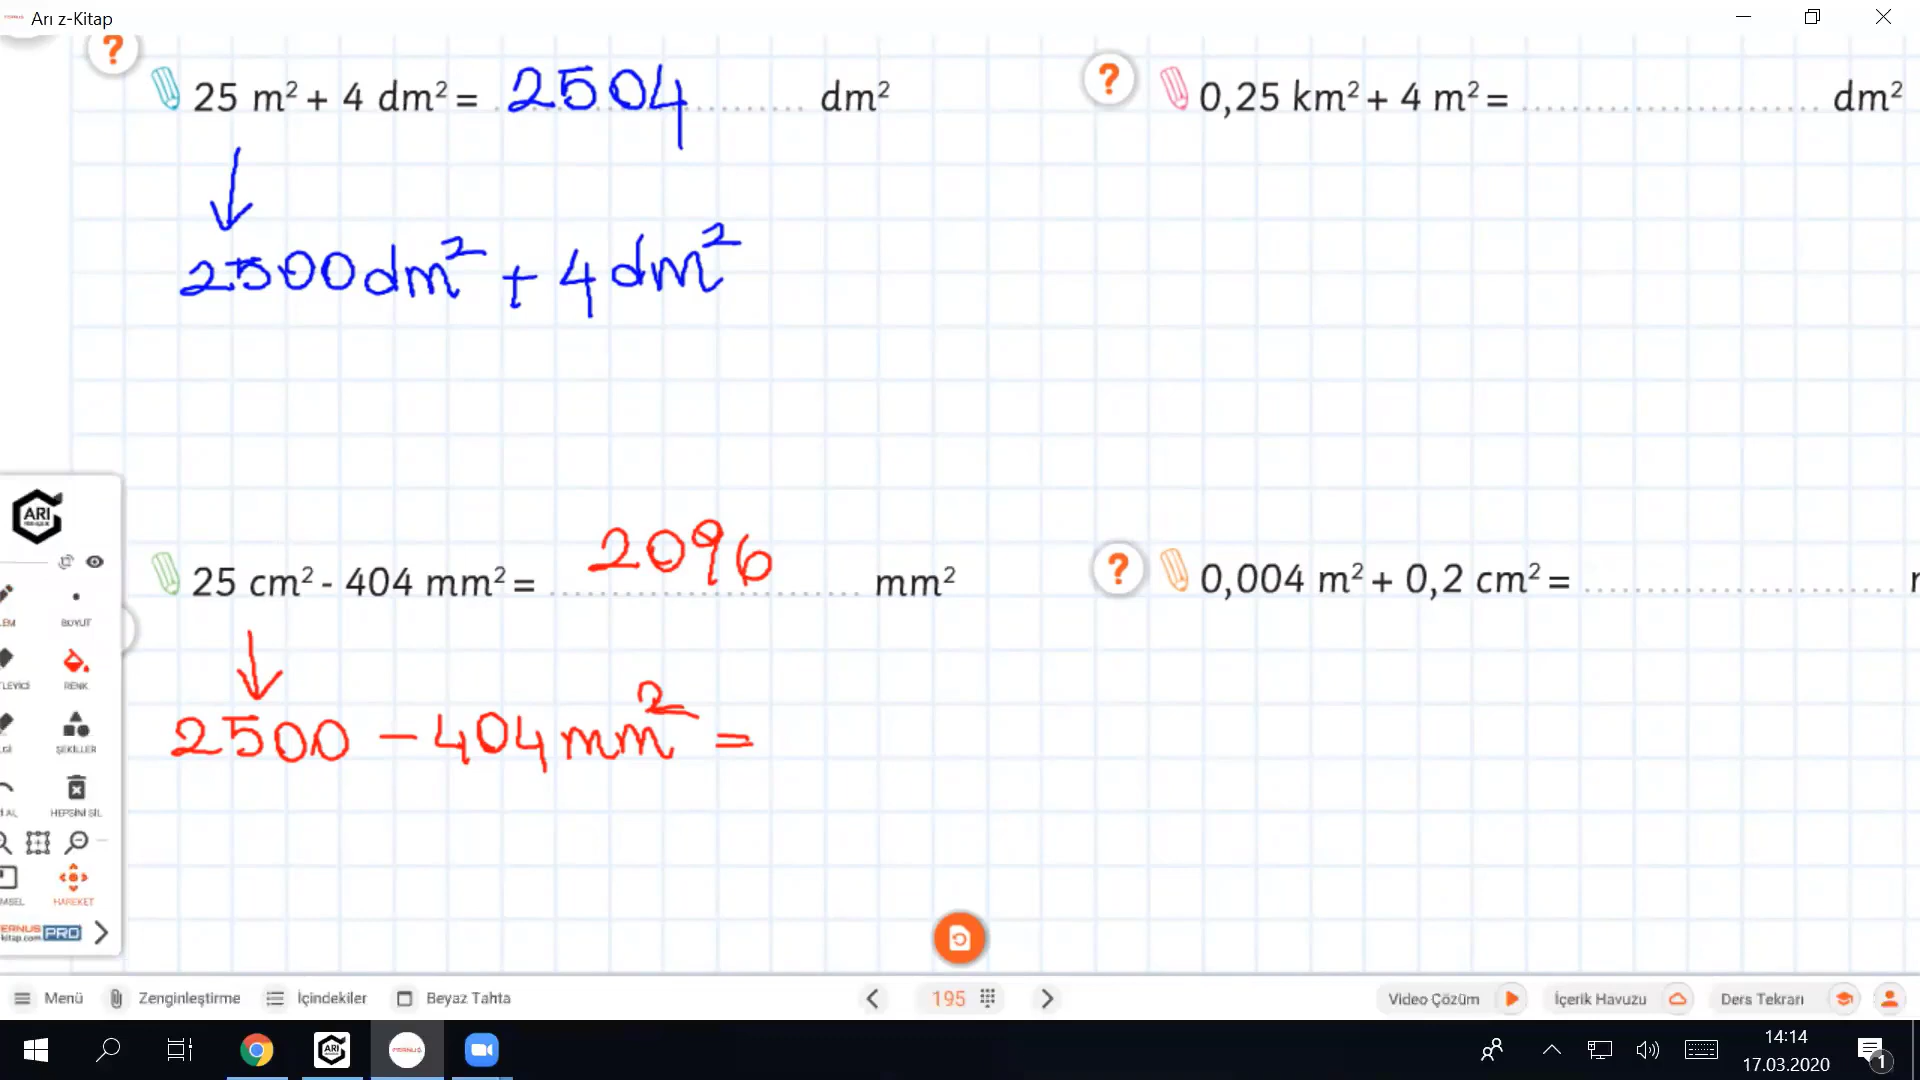 Arı z-Kitap
25 m² + 4 dm² = 2504 dm²
2500 dm² + 4 dm²
0,25 km² + 4 m² = dm²
25 cm² - 404 mm² = 2096 mm²
2500 - 404 mm² =
0,004 m² + 0,2 cm² =
ARI
BOYUT
RENK
ŞEKİLLER
HEPSİNİ SİL
HAREKET
PRO
Menü
Zenginleştirme
İçindekiler
Beyaz Tahta
195
Video Çözüm
İçerik Havuzu
Ders Tekrarı
14:14
17.03.2020
1